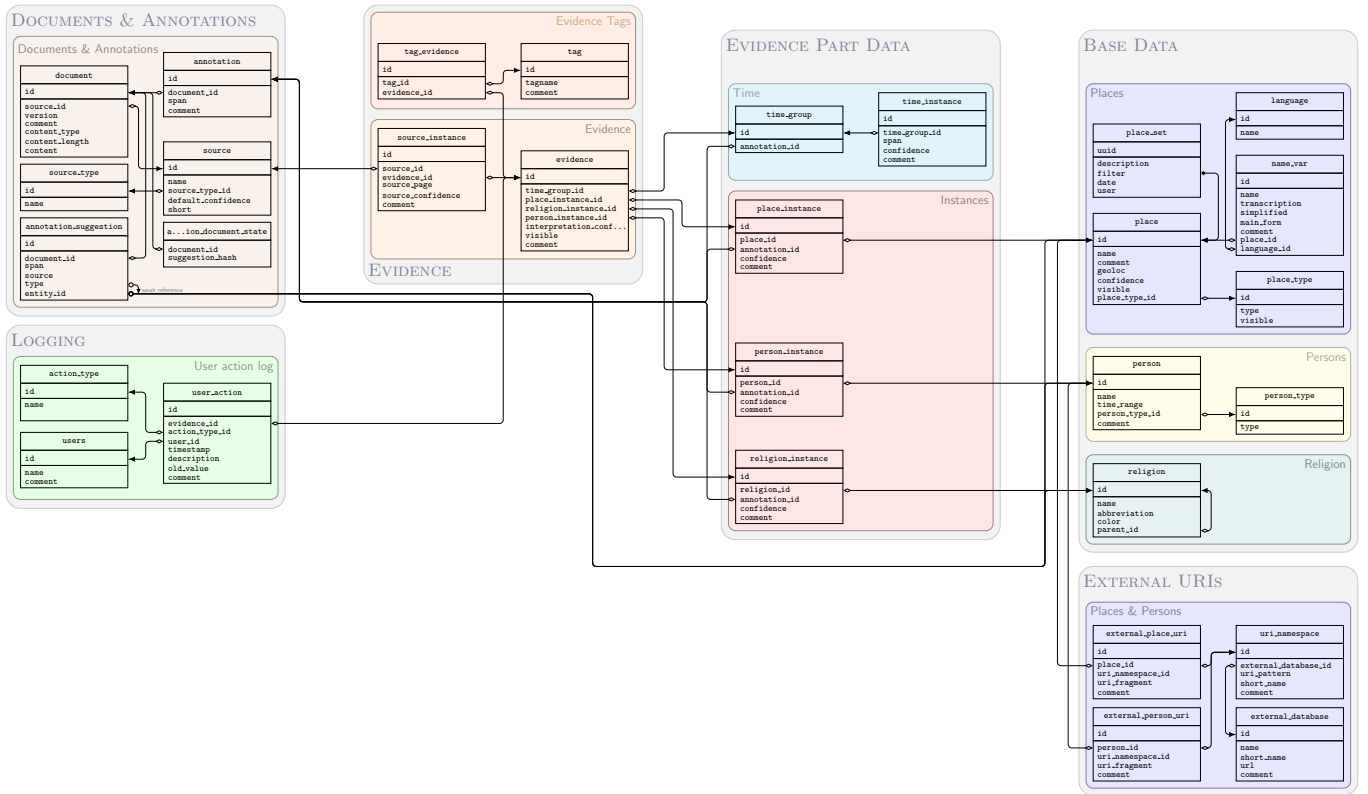 DOCUMENTS & ANNOTATIONS
Documents & Annotations
document
id
source_id
version
comment
content_type
content_length
content
source_type
id
name
annotation_suggestion
id
document_id
span
source
type
entity_id
weak reference
annotation
id
document_id
span
comment
source
id
name
source_type_id
default_confidence
short
a...ion_document_state
document_id
suggestion_hash
LOGGING
User action log
action_type
id
name
users
id
name
comment
user_action
id
evidence_id
action_type_id
user_id
timestamp
description
old_value
comment
Evidence Tags
tag_evidence
id
tag_id
evidence_id
tag
id
tagname
comment
Evidence
source_instance
id
source_id
evidence_id
source_page
source_confidence
comment
evidence
id
time_group_id
place_instance_id
religion_instance_id
person_instance_id
interpretation_conf...
visible
comment
EVIDENCE
EVIDENCE PART DATA
Time
time_group
id
annotation_id
time_instance
id
time_group_id
span
confidence
comment
Instances
place_instance
id
place_id
annotation_id
confidence
comment
person_instance
id
person_id
annotation_id
confidence
comment
religion_instance
id
religion_id
annotation_id
confidence
comment
BASE DATA
Places
place_set
uuid
description
filter
date
user
place
id
name
comment
geoloc
confidence
visible
place_type_id
language
id
name
name_var
id
name
transcription
simplified
main_form
comment
place_id
language_id
place_type
id
type
visible
Persons
person
id
name
time_range
person_type_id
comment
person_type
id
type
Religion
religion
id
name
abbreviation
color
parent_id
EXTERNAL URIS
Places & Persons
external_place_uri
id
place_id
uri_namespace_id
uri_fragment
comment
external_person_uri
id
person_id
uri_namespace_id
uri_fragment
comment
uri_namespace
id
external_database_id
uri_pattern
short_name
comment
external_database
id
name
short_name
url
comment